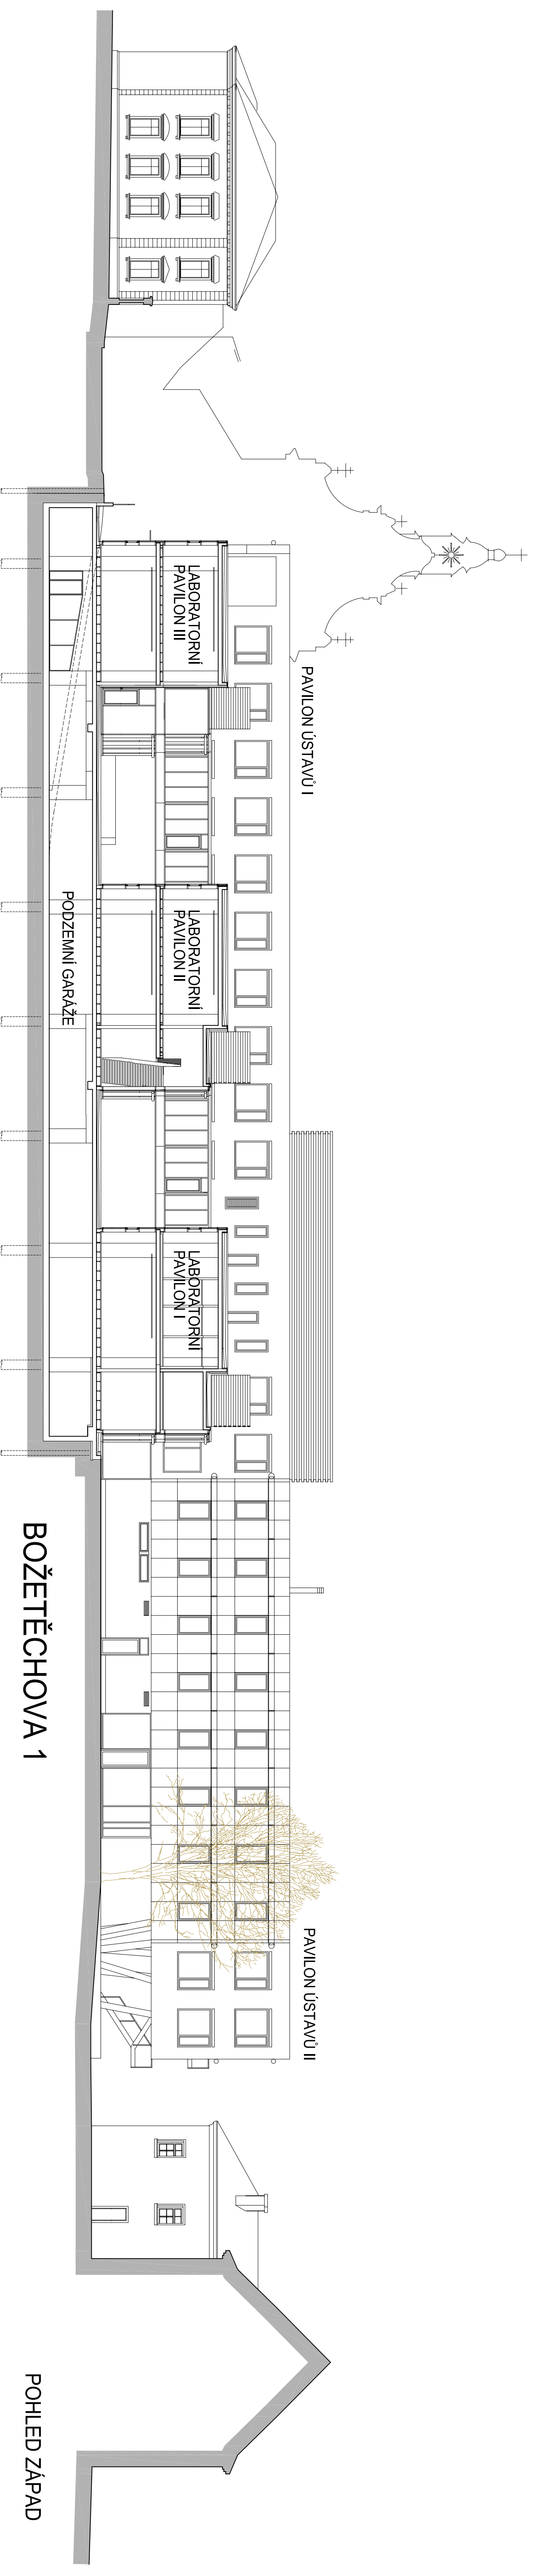 PAVILON ÚSTAVŮ I
PAVILON ÚSTAVŮ II
LABORATORNÍ
PAVILON III
LABORATORNÍ
PAVILON II
LABORATORNÍ
PAVILON I
PODZEMNÍ GARÁŽE
BOŽETĚCHOVA 1
POHLED ZÁPAD